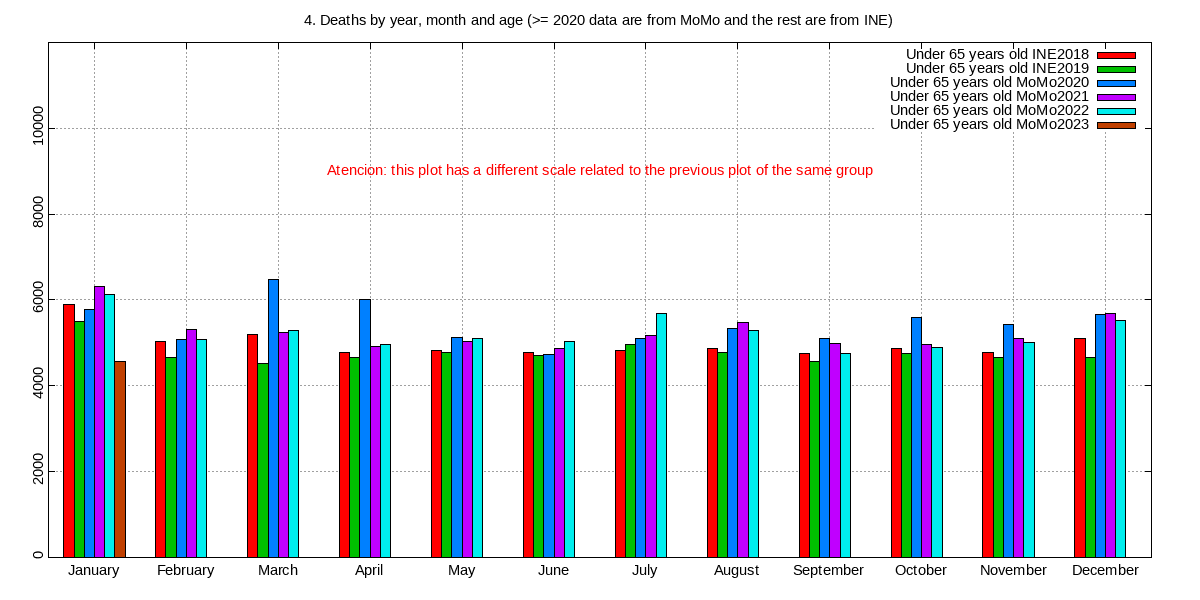 4. Deaths by year, month and age (>= 2020 data are from MoMo and the rest are from INE)
Under 65 years old INE2018
Under 65 years old INE2019
Under 65 years old MoMo2020
Under 65 years old MoMo2021
Under 65 years old MoMo2022
Under 65 years old MoMo2023
Atencion: this plot has a different scale related to the previous plot of the same group
10000
8000
6000
4000
2000
0
January February March April May June July August September October November December